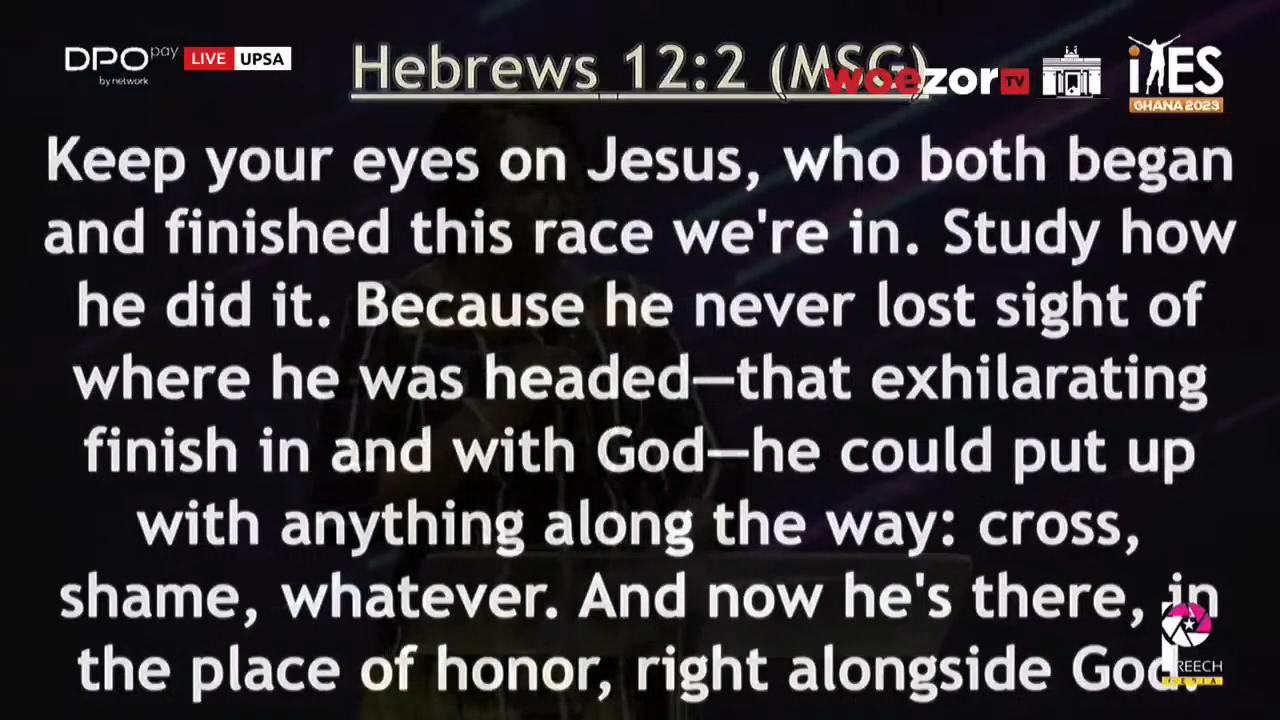 DPO pay
by network
LIVE UPSA
Hebrews 12:2 (MSG)
woezor TV
iYES
GHANA 2023
Keep your eyes on Jesus, who both began
and finished this race we're in. Study how
he did it. Because he never lost sight of
where he was headed—that exhilarating
finish in and with God—he could put up
with anything along the way: cross,
shame, whatever. And now he's there, in
the place of honor, right alongside God.
REECH